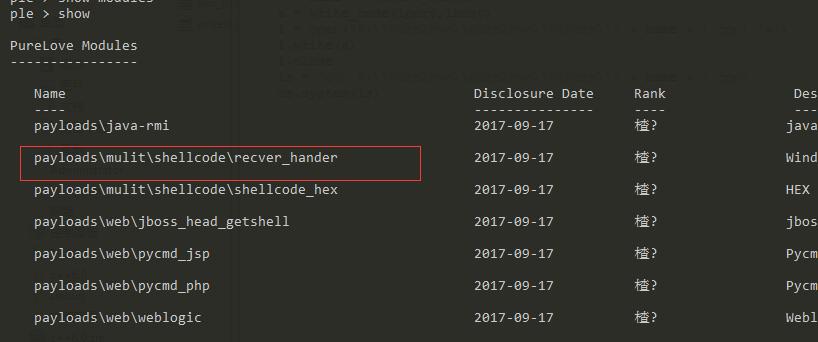 ple > show modules
ple > show
PureLove Modules
----------------
Name Disclosure Date Rank Des
---- --------------- ---- ---
payloads\java-rmi 2017-09-17 楂? java
payloads\mulit\shellcode\recver_hander 2017-09-17 楂? Wind
payloads\mulit\shellcode\shellcode_hex 2017-09-17 楂? HEX
payloads\web\jboss_head_getshell 2017-09-17 楂? jbos
payloads\web\pycmd_jsp 2017-09-17 楂? Pycm
payloads\web\pycmd_php 2017-09-17 楂? Pycm
payloads\web\weblogic 2017-09-17 楂? Webl